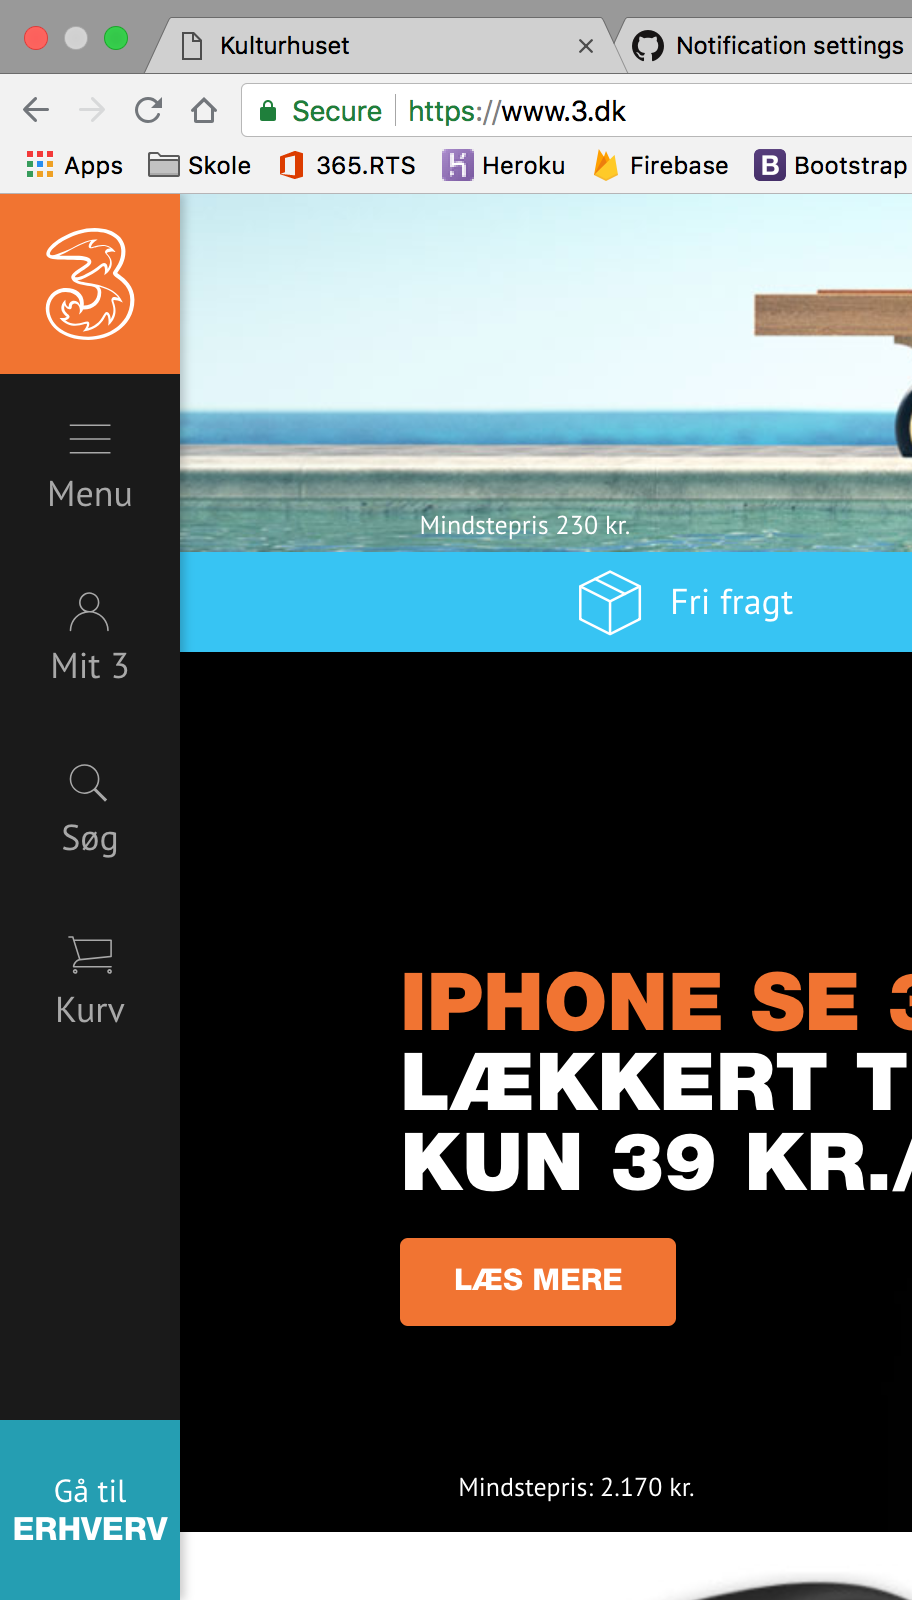 Kulturhuset
Notification settings
Secure https://www.3.dk
Apps Skole 365.RTS Heroku Firebase B Bootstrap
3
Menu
Mit 3
Søg
Kurv
Gå til
ERHVERV
Mindstepris 230 kr.
Fri fragt
IPHONE SE 3
LÆKKERT T
KUN 39 KR./
LÆS MERE
Mindstepris: 2.170 kr.